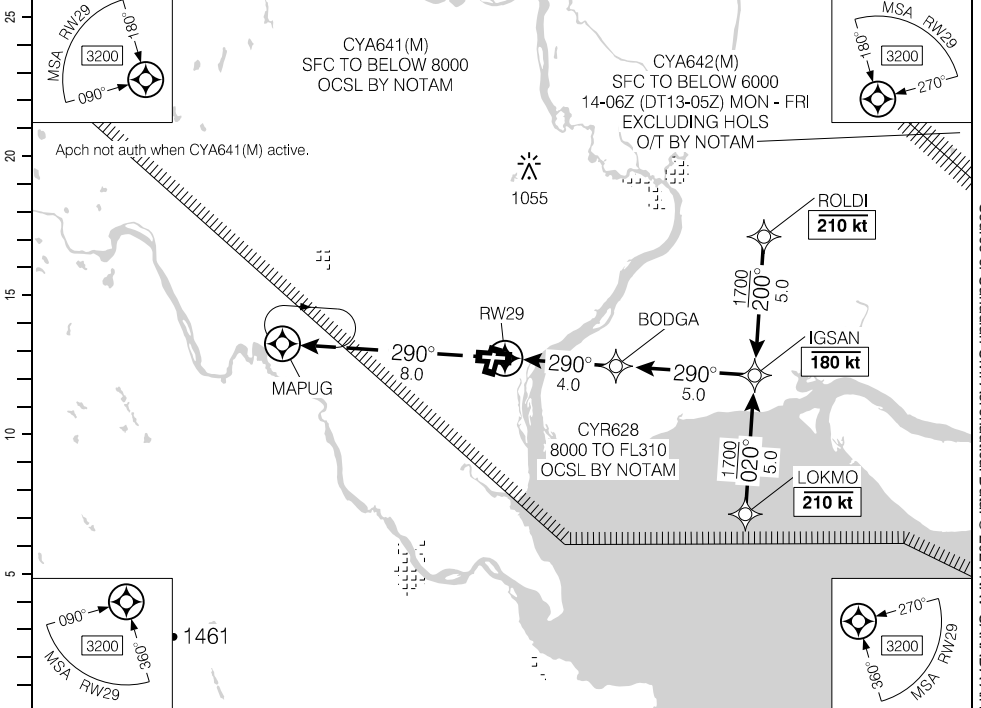 25
20
15
10
5
MSA RW29
180°
3200
090°
CYA641(M)
SFC TO BELOW 8000
OCSL BY NOTAM
CYA642(M)
SFC TO BELOW 6000
14-06Z (DT13-05Z) MON - FRI
EXCLUDING HOLS
O/T BY NOTAM
MSA RW29
180°
3200
270°
Apch not auth when CYA641(M) active.
1055
ROLDI
210 kt
1700
200°
5.0
RW29
BODGA
IGSAN
180 kt
290°
8.0
290°
4.0
290°
5.0
MAPUG
CYR628
8000 TO FL310
OCSL BY NOTAM
1700
020°
5.0
LOKMO
210 kt
090°
3200
360°
MSA RW29
1461
270°
3200
360°
MSA RW29